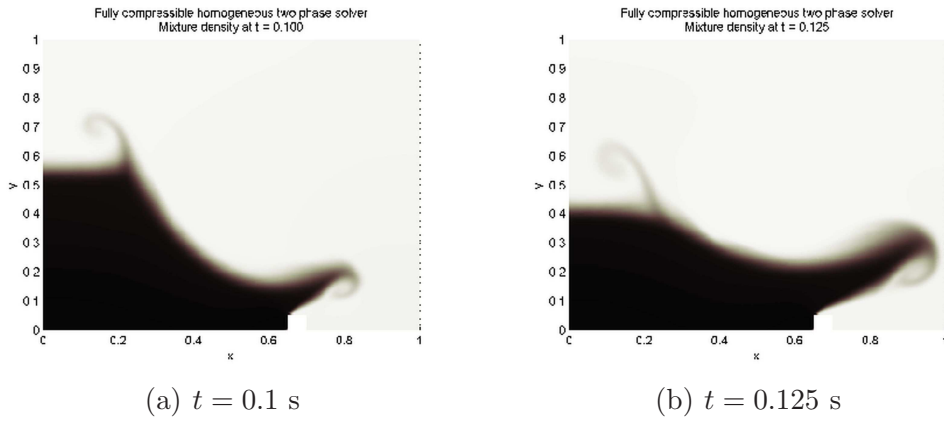 Fully compressible homogeneous two phase solver
Mixture density at t = 0.100
1
0.9
0.8
0.7
0.6
0.5
0.4
0.3
0.2
0.1
0
y
0 0.2 0.4 0.6 0.8 1
x
(a) t = 0.1 s
Fully compressible homogeneous two phase solver
Mixture density at t = 0.125
1
0.9
0.8
0.7
0.6
0.5
0.4
0.3
0.2
0.1
0
y
0 0.2 0.4 0.6 0.8 1
x
(b) t = 0.125 s